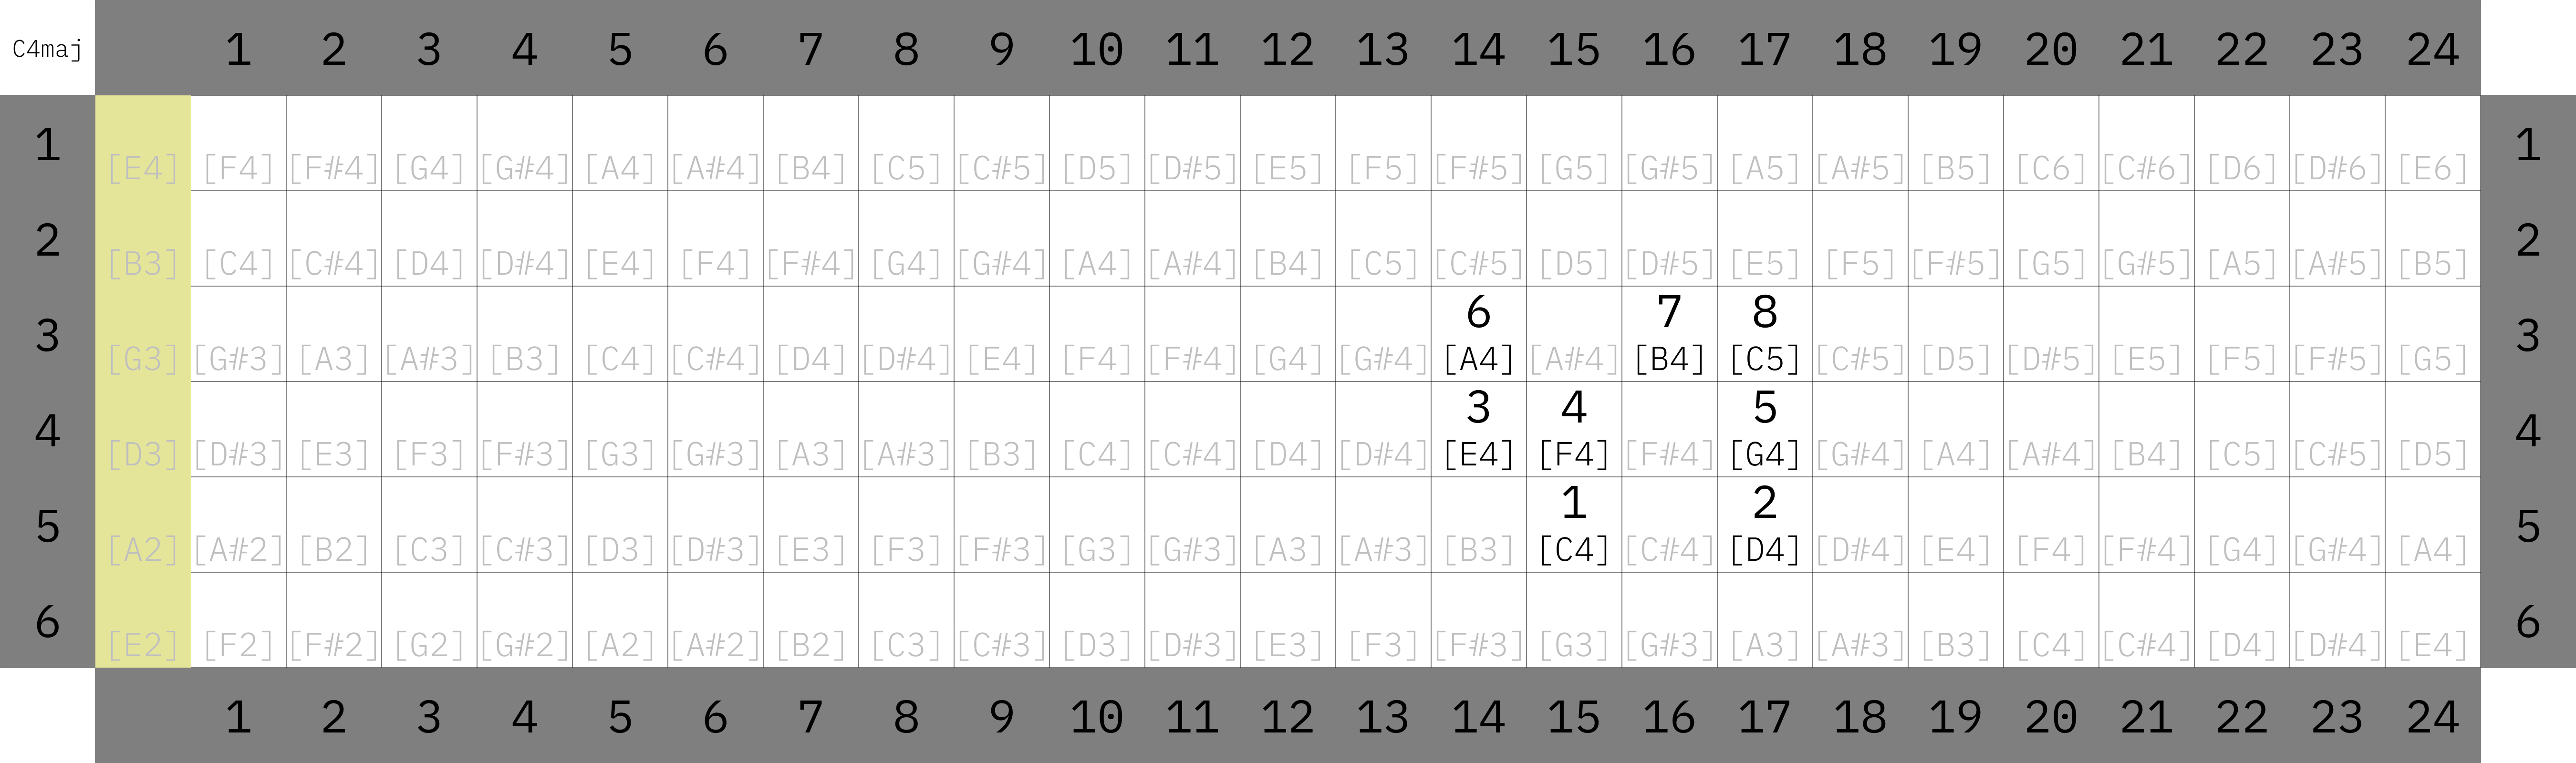 C4maj 1 2 3 4 5 6 7 8 9 10 11 12 13 14 15 16 17 18 19 20 21 22 23 24
1 [E4] [F4] [F#4] [G4] [G#4] [A4] [A#4] [B4] [C5] [C#5] [D5] [D#5] [E5] [F5] [F#5] [G5] [G#5] [A5] [A#5] [B5] [C6] [C#6] [D6] [D#6] [E6] 1
2 [B3] [C4] [C#4] [D4] [D#4] [E4] [F4] [F#4] [G4] [G#4] [A4] [A#4] [B4] [C5] [C#5] [D5] [D#5] [E5] [F5] [F#5] [G5] [G#5] [A5] [A#5] [B5] 2
6 7 8
3 [G3] [G#3] [A3] [A#3] [B3] [C4] [C#4] [D4] [D#4] [E4] [F4] [F#4] [G4] [G#4] [A4] [A#4] [B4] [C5] [C#5] [D5] [D#5] [E5] [F5] [F#5] [G5] 3
3 4 5
4 [D3] [D#3] [E3] [F3] [F#3] [G3] [G#3] [A3] [A#3] [B3] [C4] [C#4] [D4] [D#4] [E4] [F4] [F#4] [G4] [G#4] [A4] [A#4] [B4] [C5] [C#5] [D5] 4
1 2
5 [A2] [A#2] [B2] [C3] [C#3] [D3] [D#3] [E3] [F3] [F#3] [G3] [G#3] [A3] [A#3] [B3] [C4] [C#4] [D4] [D#4] [E4] [F4] [F#4] [G4] [G#4] [A4] 5
6 [E2] [F2] [F#2] [G2] [G#2] [A2] [A#2] [B2] [C3] [C#3] [D3] [D#3] [E3] [F3] [F#3] [G3] [G#3] [A3] [A#3] [B3] [C4] [C#4] [D4] [D#4] [E4] 6
1 2 3 4 5 6 7 8 9 10 11 12 13 14 15 16 17 18 19 20 21 22 23 24